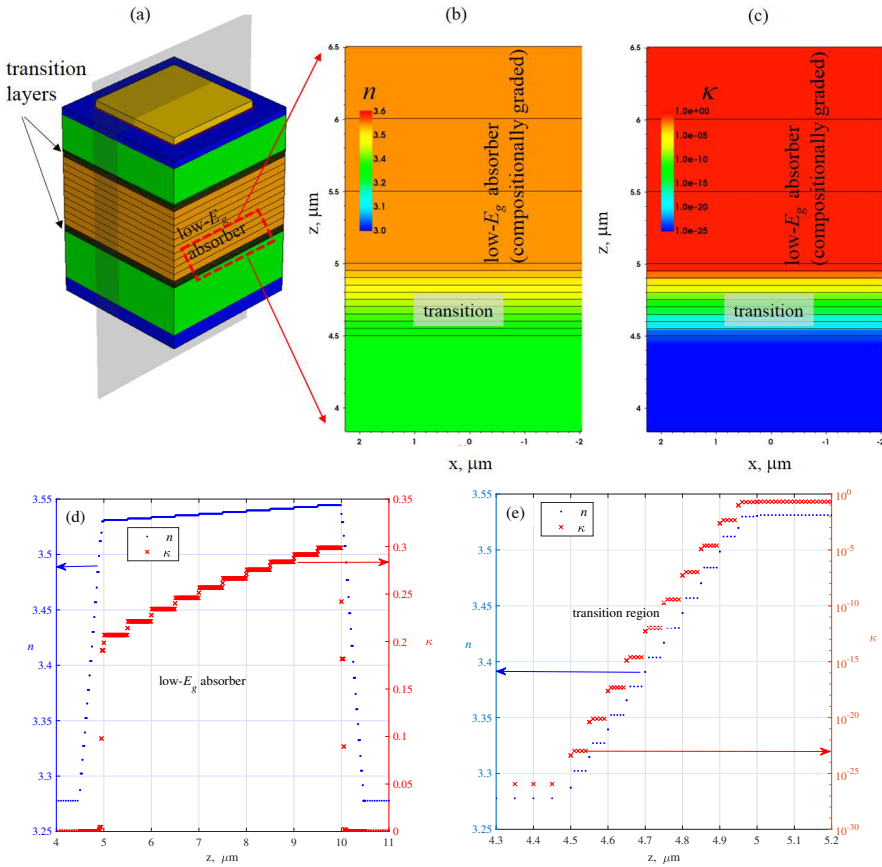 (a)
(b)
(c)
transition
layers
low-Eg
absorber
6.5
6
5.5
5
4.5
4
z, μm
n
3.6
3.5
3.4
3.3
3.2
3.1
3.0
low-Eg absorber
(compositionally graded)
transition
2
1
0
-1
-2
x, μm
6.5
6
5.5
5
4.5
4
z, μm
κ
1.0e+00
1.0e-05
1.0e-10
1.0e-15
1.0e-20
1.0e-25
low-Eg absorber
(compositionally graded)
transition
2
1
0
-1
-2
x, μm
(d)
n
κ
3.55
3.5
3.45
3.4
3.35
3.3
3.25
n
0.35
0.3
0.25
0.2
0.15
0.1
0.05
0
κ
low-Eg absorber
4 5 6 7 8 9 10 11
z, μm
(e)
n
κ
3.55
3.5
3.45
3.4
3.35
3.3
3.25
n
10^0
10^-5
10^-10
10^-15
10^-20
10^-25
10^-30
κ
transition region
4.3 4.4 4.5 4.6 4.7 4.8 4.9 5 5.1 5.2
z, μm